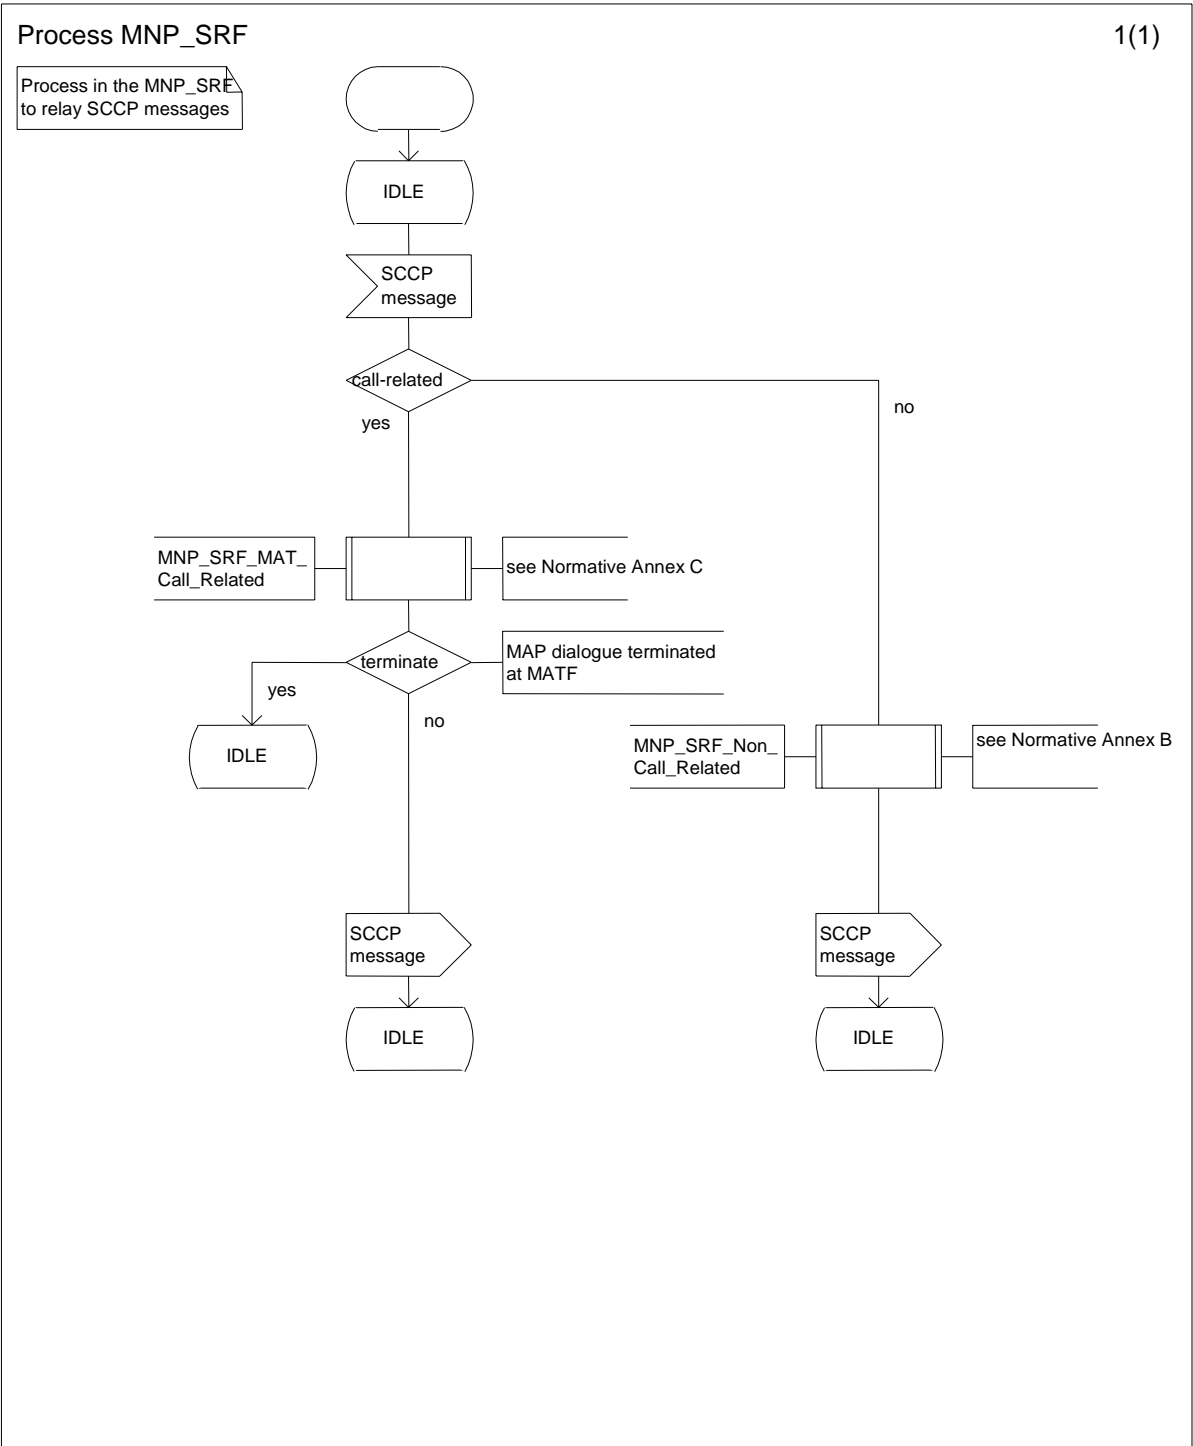 Process MNP_SRF
1(1)
Process in the MNP_SRF
to relay SCCP messages
IDLE
SCCP
message
call-related
yes
no
MNP_SRF_MAT_
Call_Related
see Normative Annex C
terminate
MAP dialogue terminated
at MATF
yes
no
IDLE
MNP_SRF_Non_
Call_Related
see Normative Annex B
SCCP
message
SCCP
message
IDLE
IDLE